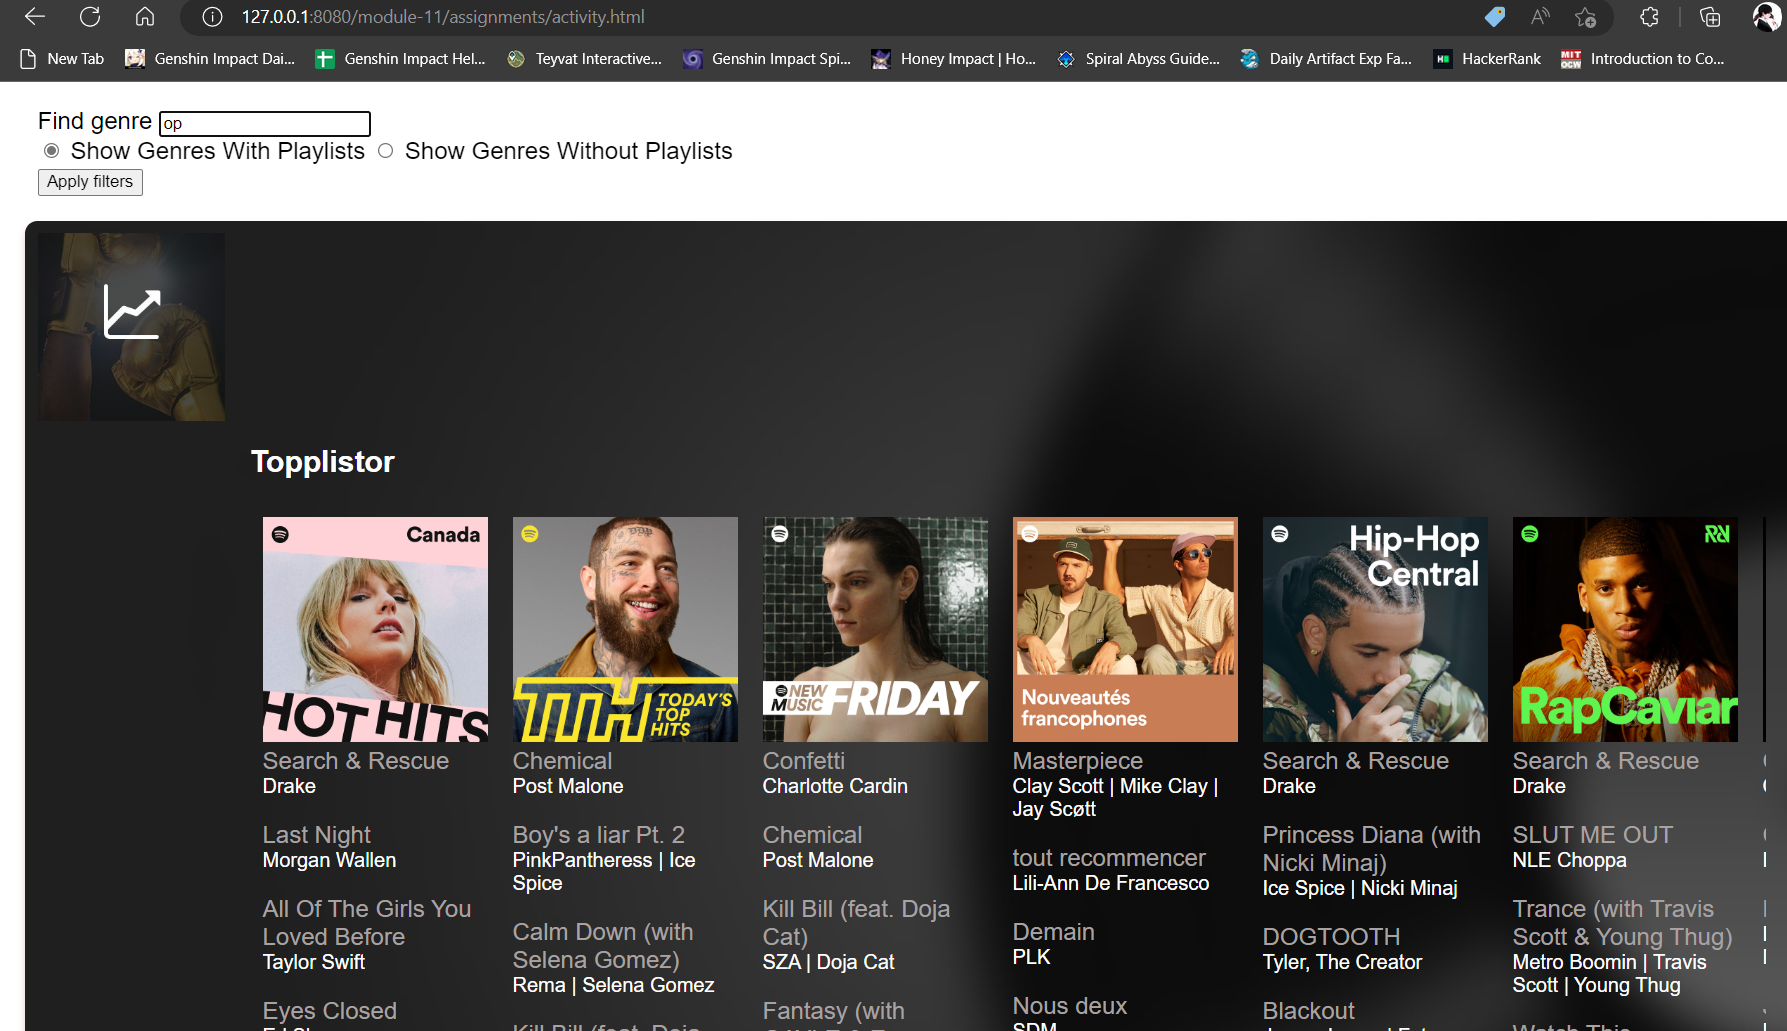 127.0.0.1:8080/module-11/assignments/activity.html
New Tab
Genshin Impact Dai...
Genshin Impact Hel...
Teyvat Interactive...
Genshin Impact Spi...
Honey Impact | Ho...
Spiral Abyss Guide...
Daily Artifact Exp Fa...
HackerRank
MIT OCW
Introduction to Co...
Find genre op
Show Genres With Playlists Show Genres Without Playlists
Apply filters
Topplistor
Canada
HOT HITS
Search & Rescue
Drake
Last Night
Morgan Wallen
All Of The Girls You
Loved Before
Taylor Swift
Eyes Closed
TTH TODAY'S
TOP
HITS
Chemical
Post Malone
Boy's a liar Pt. 2
PinkPantheress | Ice
Spice
Calm Down (with
Selena Gomez)
Rema | Selena Gomez
Kill Bill (feat. Doja
NEW
MUSIC FRIDAY
Confetti
Charlotte Cardin
Chemical
Post Malone
Kill Bill (feat. Doja
Cat)
SZA | Doja Cat
Fantasy (with
Nouveautés
francophones
Masterpiece
Clay Scott | Mike Clay |
Jay Scøtt
tout recommencer
Lili-Ann De Francesco
Demain
PLK
Nous deux
SDM
Hip-Hop
Central
Search & Rescue
Drake
Princess Diana (with
Nicki Minaj)
Ice Spice | Nicki Minaj
DOGTOOTH
Tyler, The Creator
Blackout
RapCaviar
Search & Rescue
Drake
SLUT ME OUT
NLE Choppa
Trance (with Travis
Scott & Young Thug)
Metro Boomin | Travis
Scott | Young Thug
Watch This